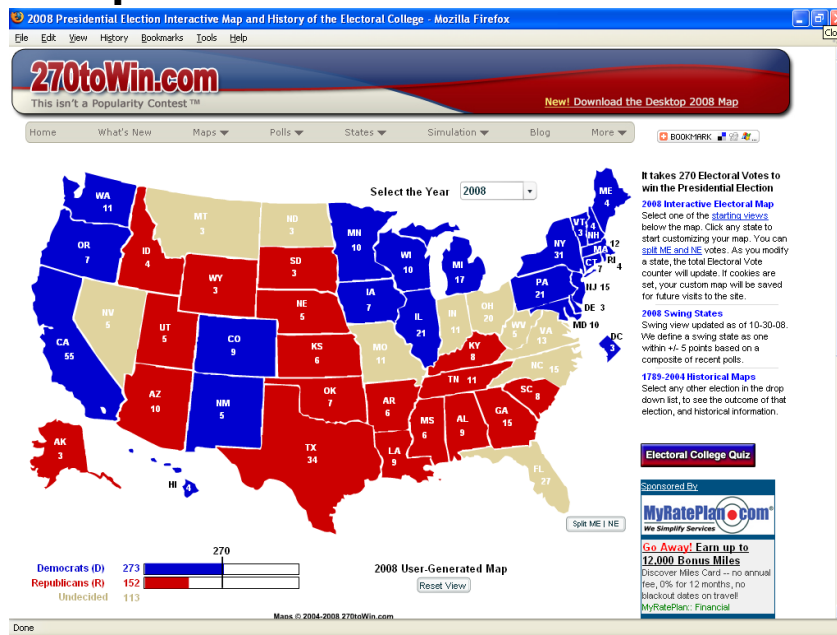 2008 Presidential Election Interactive Map and History of the Electoral College - Mozilla Firefox
Clo
File Edit View History Bookmarks Tools Help
270toWin.com
This isn't a Popularity Contest ™
New! Download the Desktop 2008 Map
Home What's New Maps Polls States Simulation Blog More
BOOKMARK
Select the Year 2008
WA
11
OR
7
CA
55
NV
5
ID
4
MT
3
WY
3
UT
5
AZ
10
CO
9
NM
5
ND
3
SD
3
NE
5
KS
6
OK
7
TX
34
MN
10
IA
7
MO
11
AR
6
LA
9
WI
10
IL
21
MI
17
IN
11
OH
20
KY
8
TN 11
MS
6
AL
9
GA
15
FL
27
SC
8
NC 15
VA
13
WV
5
PA
21
NY
31
VT
3
4
NH
ME
4
MA
12
RI
4
CT
7
NJ 15
DE 3
MD 10
DC
3
AK
3
HI
4
Split ME | NE
270
Democrats (D) 273
Republicans (R) 152
Undecided 113
2008 User-Generated Map
Reset View
Maps © 2004-2008 270toWin.com
It takes 270 Electoral Votes to
win the Presidential Election
2008 Interactive Electoral Map
Select one of the starting views
below the map. Click any state to
start customizing your map. You can
split ME and NE votes. As you modify
a state, the total Electoral Vote
counter will update. If cookies are
set, your custom map will be saved
for future visits to the site.
2008 Swing States
Swing view updated as of 10-30-08.
We define a swing state as one
within +/- 5 points based on a
composite of recent polls.
1789-2004 Historical Maps
Select any other election in the drop
down list, to see the outcome of that
election, and historical information.
Electoral College Quiz
Sponsored By
MyRatePlan.com
We Simplify Services
Go Away! Earn up to
12,000 Bonus Miles
Discover Miles Card -- no annual
fee, 0% for 12 months, no
blackout dates on travel!
MyRatePlan:: Financial
Done